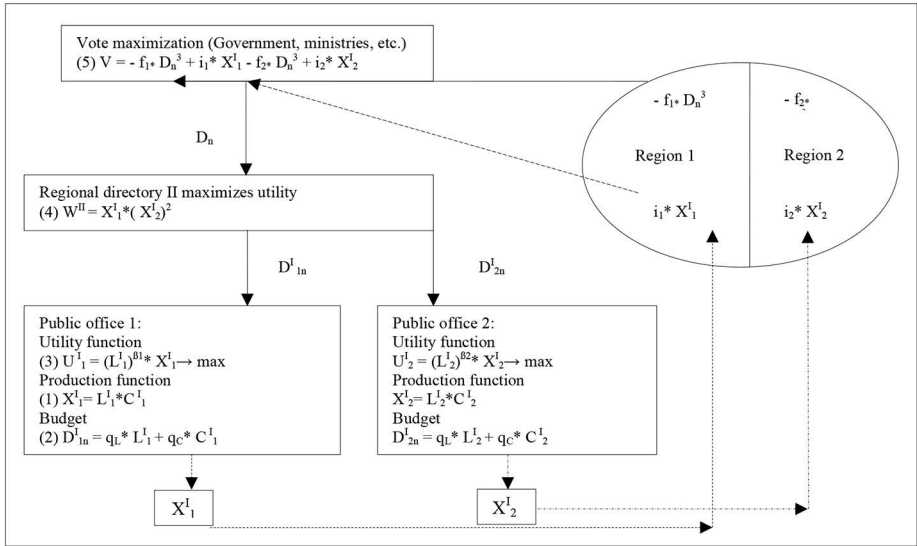 Vote maximization (Government, ministries, etc.)
(5) V = - f₁* Dₙ³ + i₁* Xᴵ₁ - f₂* Dₙ³ + i₂* Xᴵ₂
- f₁* Dₙ³
- f₂*
Dₙ
Region 1
Region 2
Regional directory II maximizes utility
(4) Wᴵᴵ = Xᴵ₁*( Xᴵ₂)²
i₁* Xᴵ₁
i₂* Xᴵ₂
Dᴵ₁ₙ
Dᴵ₂ₙ
Public office 1:
Utility function
(3) Uᴵ₁ = (Lᴵ₁)ᵝ¹* Xᴵ₁→ max
Production function
(1) Xᴵ₁= Lᴵ₁*Cᴵ₁
Budget
(2) Dᴵ₁ₙ = q_L* Lᴵ₁ + q_C* Cᴵ₁
Public office 2:
Utility function
Uᴵ₂ = (Lᴵ₂)ᵝ²* Xᴵ₂→ max
Production function
Xᴵ₂= Lᴵ₂*Cᴵ₂
Budget
Dᴵ₂ₙ = q_L* Lᴵ₂ + q_C* Cᴵ₂
Xᴵ₁
Xᴵ₂